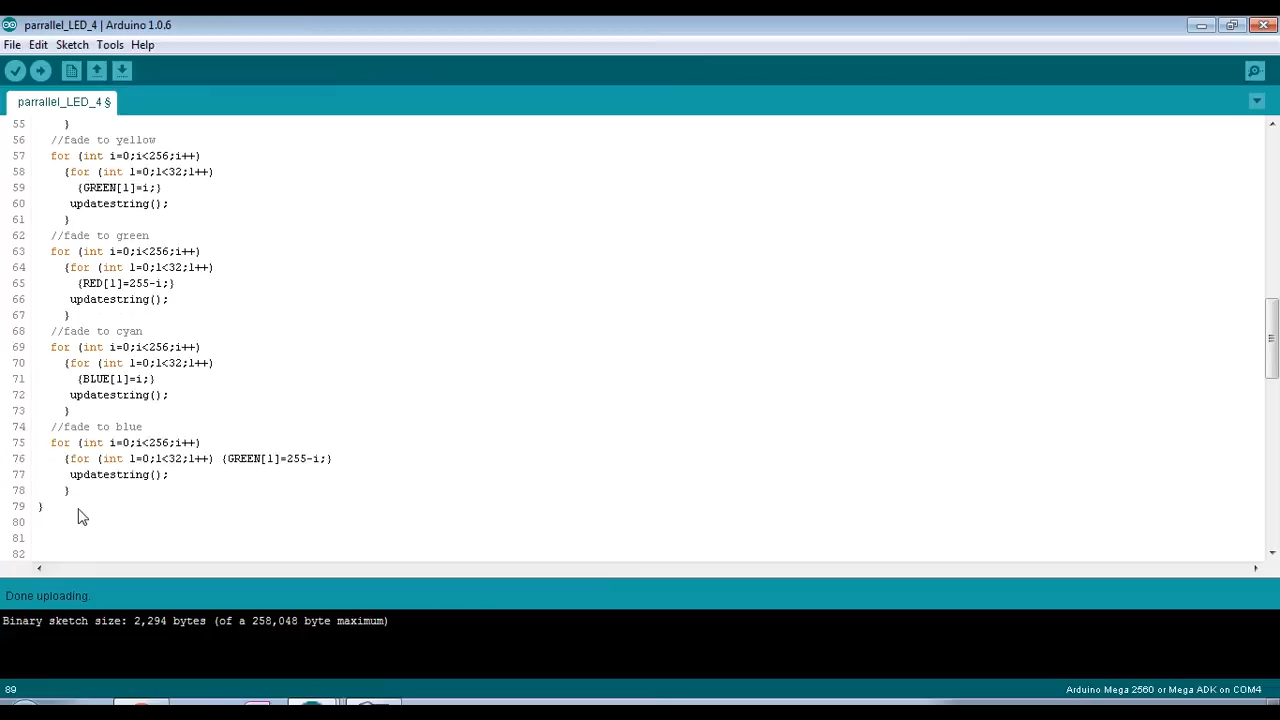 parrallel_LED_4 | Arduino 1.0.6
File Edit Sketch Tools Help
parrallel_LED_4 §
55 }
56 //fade to yellow
57 for (int i=0;i<256;i++)
58 {for (int l=0;l<32;l++)
59 {GREEN[l]=i;}
60 updatestring();
61 }
62 //fade to green
63 for (int i=0;i<256;i++)
64 {for (int l=0;l<32;l++)
65 {RED[l]=255-i;}
66 updatestring();
67 }
68 //fade to cyan
69 for (int i=0;i<256;i++)
70 {for (int l=0;l<32;l++)
71 {BLUE[l]=i;}
72 updatestring();
73 }
74 //fade to blue
75 for (int i=0;i<256;i++)
76 {for (int l=0;l<32;l++) {GREEN[l]=255-i;}
77 updatestring();
78 }
79 }
80
81
82
Done uploading.
Binary sketch size: 2,294 bytes (of a 258,048 byte maximum)
89 Arduino Mega 2560 or Mega ADK on COM4